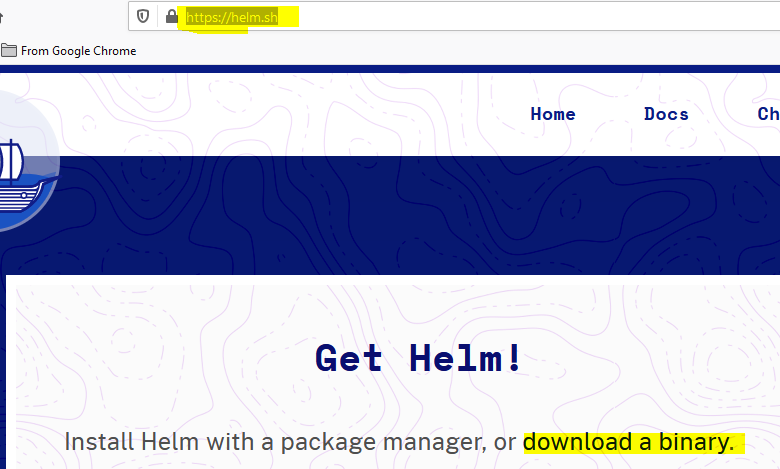 https://helm.sh
From Google Chrome
Home Docs Ch
Get Helm!
Install Helm with a package manager, or download a binary.